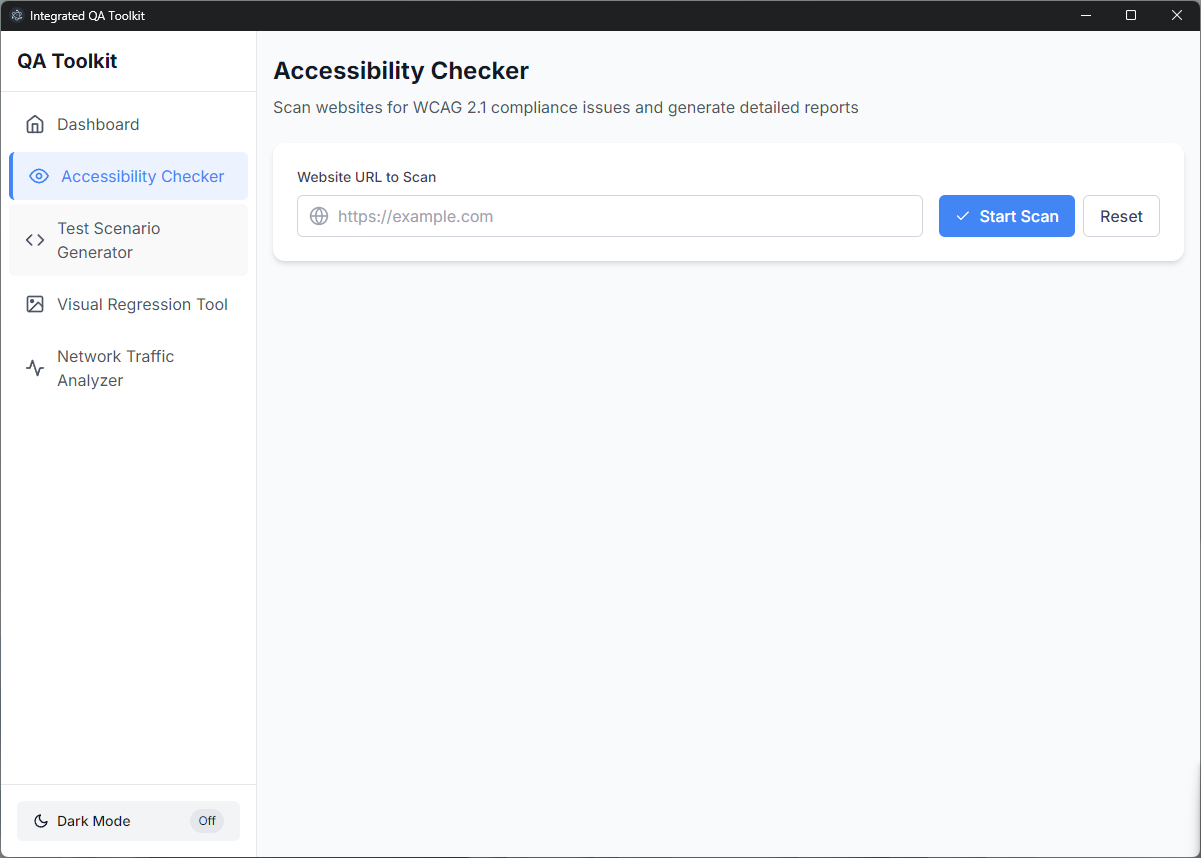 Integrated QA Toolkit
QA Toolkit
Dashboard
Accessibility Checker
Test Scenario
Generator
Visual Regression Tool
Network Traffic
Analyzer
Dark Mode
Off
Accessibility Checker
Scan websites for WCAG 2.1 compliance issues and generate detailed reports
Website URL to Scan
https://example.com
Start Scan
Reset